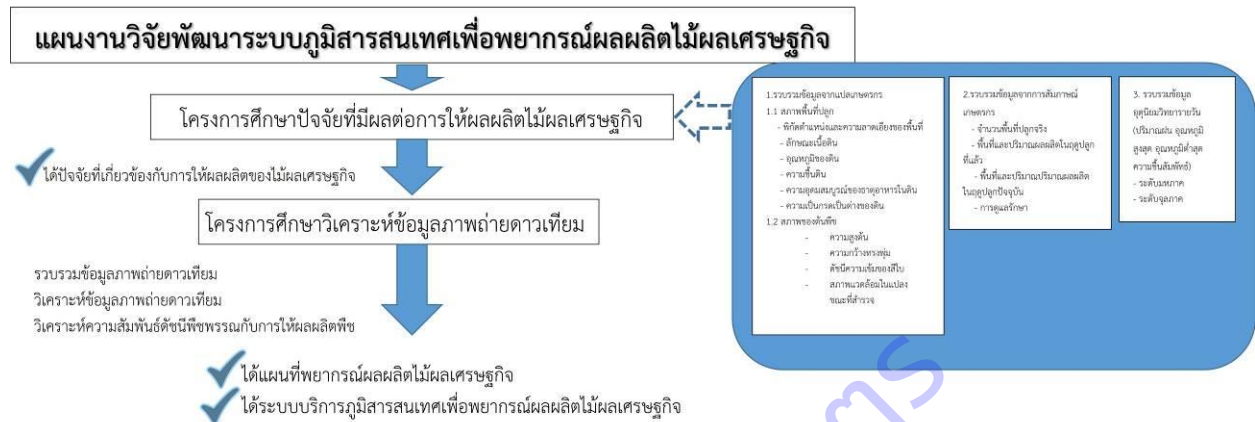 แผนงานวิจัยพัฒนาระบบภูมิสารสนเทศเพื่อพยากรณ์ผลผลิตไม้ผลเศรษฐกิจ
โครงการศึกษาปัจจัยที่มีผลต่อการให้ผลผลิตไม้ผลเศรษฐกิจ
ได้ปัจจัยที่เกี่ยวข้องกับการให้ผลผลิตของไม้ผลเศรษฐกิจ
โครงการศึกษาวิเคราะห์ข้อมูลภาพถ่ายดาวเทียม
รวบรวมข้อมูลภาพถ่ายดาวเทียม
วิเคราะห์ข้อมูลภาพถ่ายดาวเทียม
วิเคราะห์ความสัมพันธ์ดัชนีพืชพรรณกับการให้ผลผลิตพืช
ได้แผนที่พยากรณ์ผลผลิตไม้ผลเศรษฐกิจ
ได้ระบบบริการภูมิสารสนเทศเพื่อพยากรณ์ผลผลิตไม้ผลเศรษฐกิจ
1.รวบรวมข้อมูลจากแปลงเกษตรกร
1.1 สภาพพื้นที่ปลูก
- พิกัดตำแหน่งและความลาดเอียงของพื้นที่
- ลักษณะเนื้อดิน
- อุณหภูมิของดิน
- ความชื้นดิน
- ความอุดมสมบูรณ์ของธาตุอาหารในดิน
- ความเป็นกรดเป็นด่างของดิน
1.2 สภาพของต้นพืช
- ความสูงต้น
- ความกว้างทรงพุ่ม
- ดัชนีความเข้มของสีใบ
- สภาพแวดล้อมในแปลง
ขณะที่สำรวจ
2.รวบรวมข้อมูลจากการสัมภาษณ์
เกษตรกร
- จำนวนพื้นที่ปลูกจริง
- พื้นที่และปริมาณผลผลิตในฤดูปลูก
ที่แล้ว
- พื้นที่และปริมาณปริมาณผลผลิต
ในฤดูปลูกปัจจุบัน
- การดูแลรักษา
3. รวบรวมข้อมูล
อุตุนิยมวิทยารายวัน
(ปริมาณฝน อุณหภูมิ
สูงสุด อุณหภูมิต่ำสุด
ความชื้นสัมพัทธ์)
- ระดับมหภาค
- ระดับจุลภาค